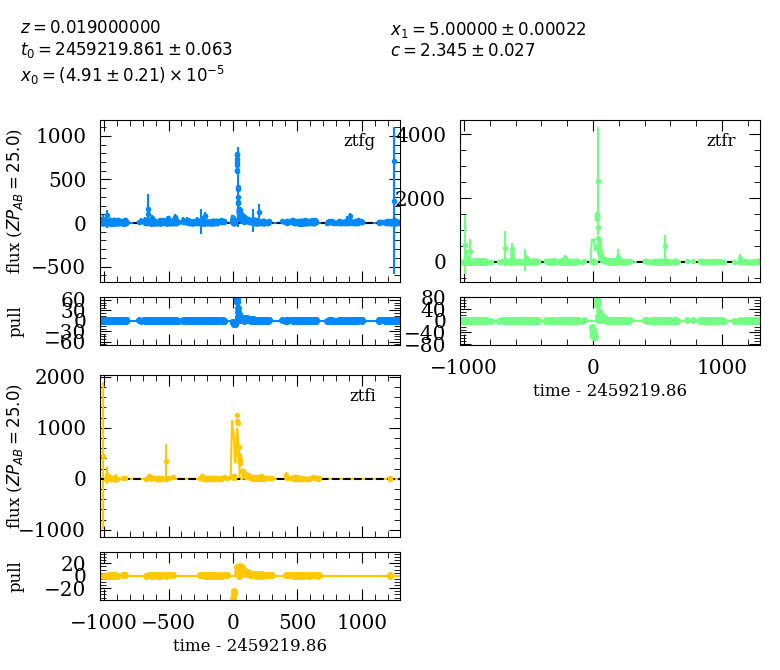 z = 0.019000000
t₀ = 2459219.861 ± 0.063
x₀ = (4.91 ± 0.21) × 10⁻⁵
x₁ = 5.00000 ± 0.00022
c = 2.345 ± 0.027
ztfg
1000
500
0
−500
flux (ZP_AB = 25.0)
60
30
0
−30
−60
pull
ztfr
4000
2000
0
80
40
0
−40
−80
−1000 0 1000
time - 2459219.86
ztfi
2000
1000
0
−1000
flux (ZP_AB = 25.0)
20
0
−20
pull
−1000 −500 0 500 1000
time - 2459219.86